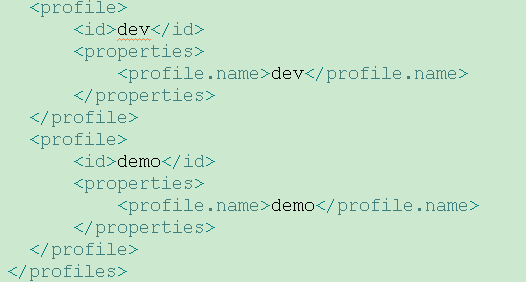 <profile>
<id>dev</id>
<properties>
<profile.name>dev</profile.name>
</properties>
</profile>
<profile>
<id>demo</id>
<properties>
<profile.name>demo</profile.name>
</properties>
</profile>
</profiles>